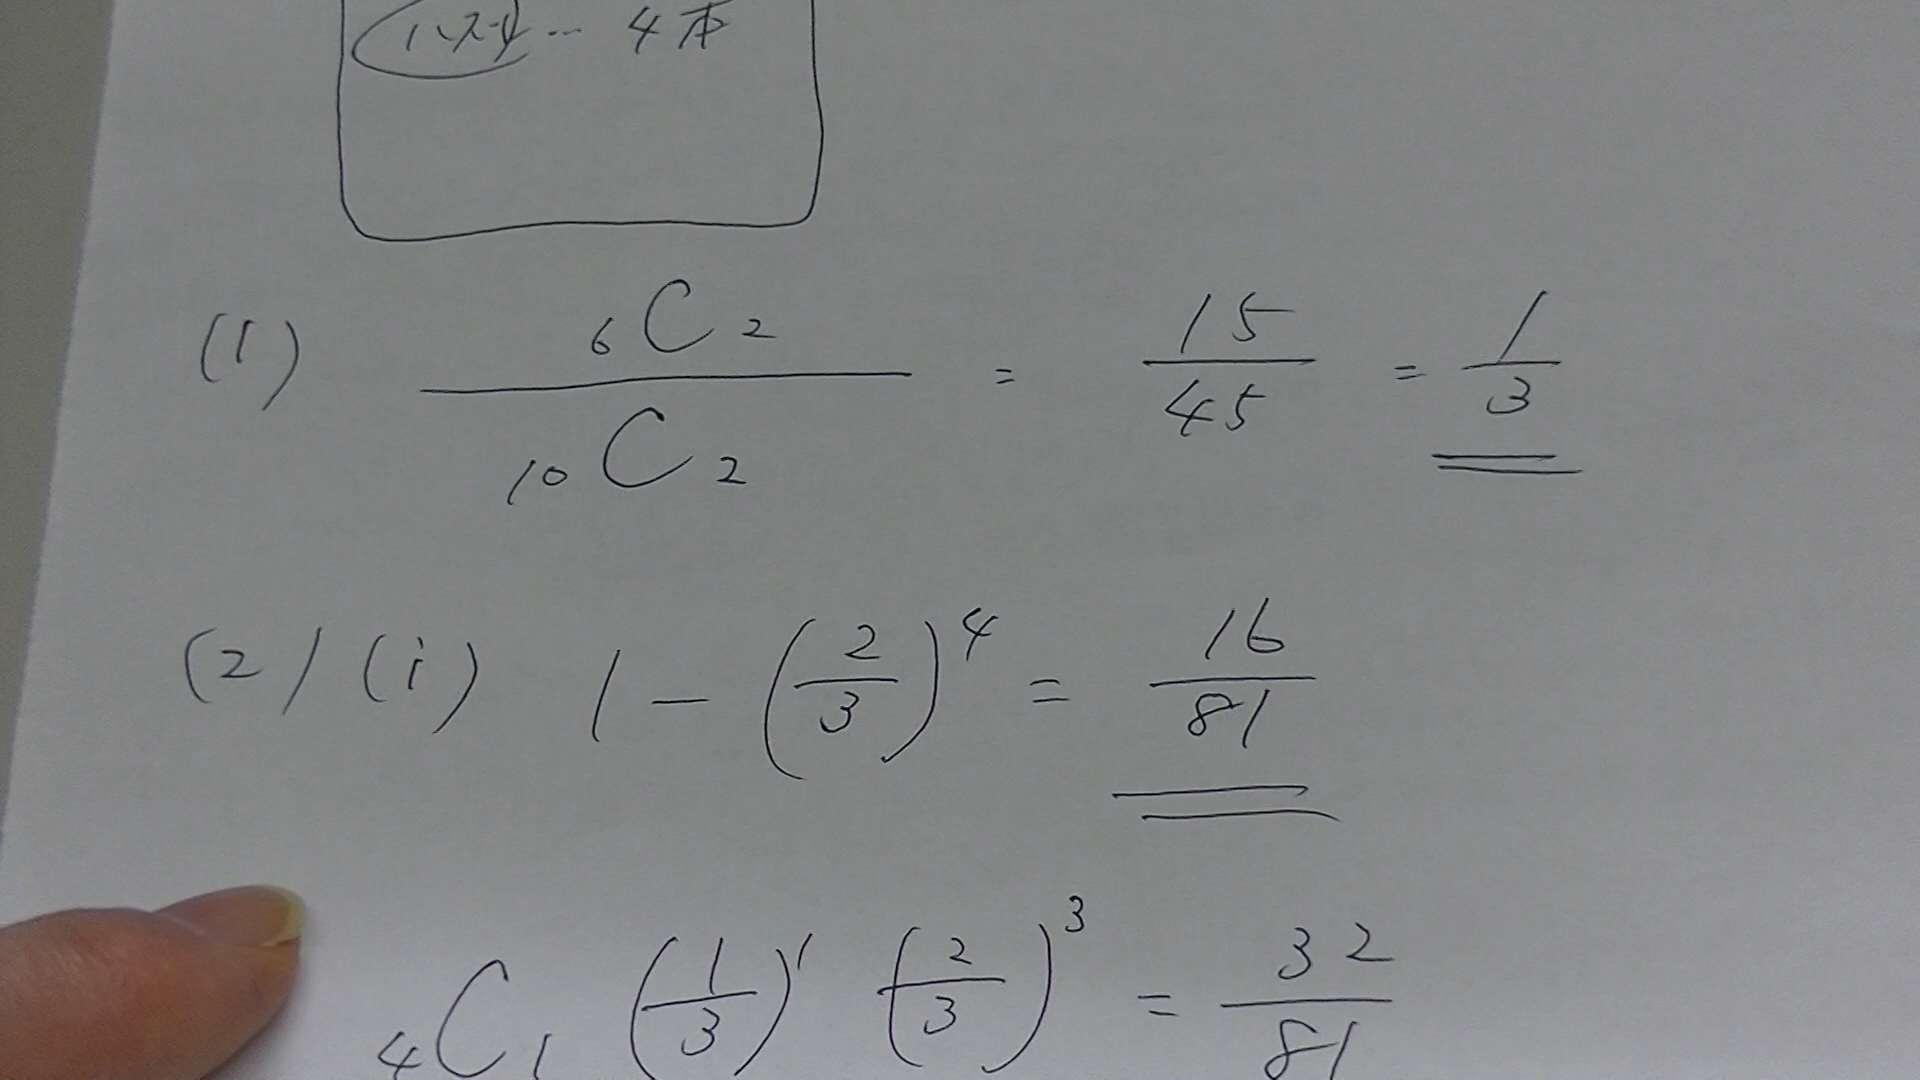 ハズレ … 4本
(1) 6C2 / 10C2 = 15/45 = 1/3
(2) (i) 1 - (2/3)^4 = 16/81
4C1 (1/3)^1 (2/3)^3 = 32/81